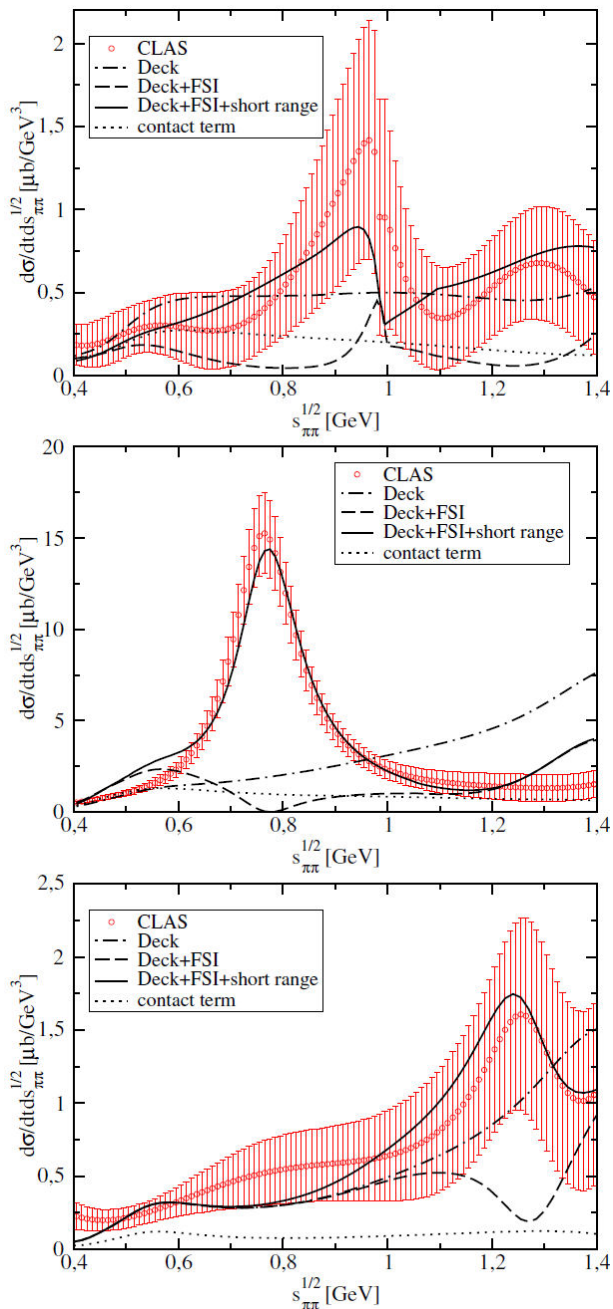 2
1,5
1
0,5
0
dσ/dtds^{1/2}_{ππ} [μb/GeV³]
CLAS
Deck
Deck+FSI
Deck+FSI+short range
contact term
0,4 0,6 0,8 1 1,2 1,4
s^{1/2}_{ππ} [GeV]
20
15
10
5
0
dσ/dtds^{1/2}_{ππ} [μb/GeV³]
CLAS
Deck
Deck+FSI
Deck+FSI+short range
contact term
0,4 0,6 0,8 1 1,2 1,4
s^{1/2}_{ππ} [GeV]
2,5
2
1,5
1
0,5
0
dσ/dtds^{1/2}_{ππ} [μb/GeV³]
CLAS
Deck
Deck+FSI
Deck+FSI+short range
contact term
0,4 0,6 0,8 1 1,2 1,4
s^{1/2}_{ππ} [GeV]